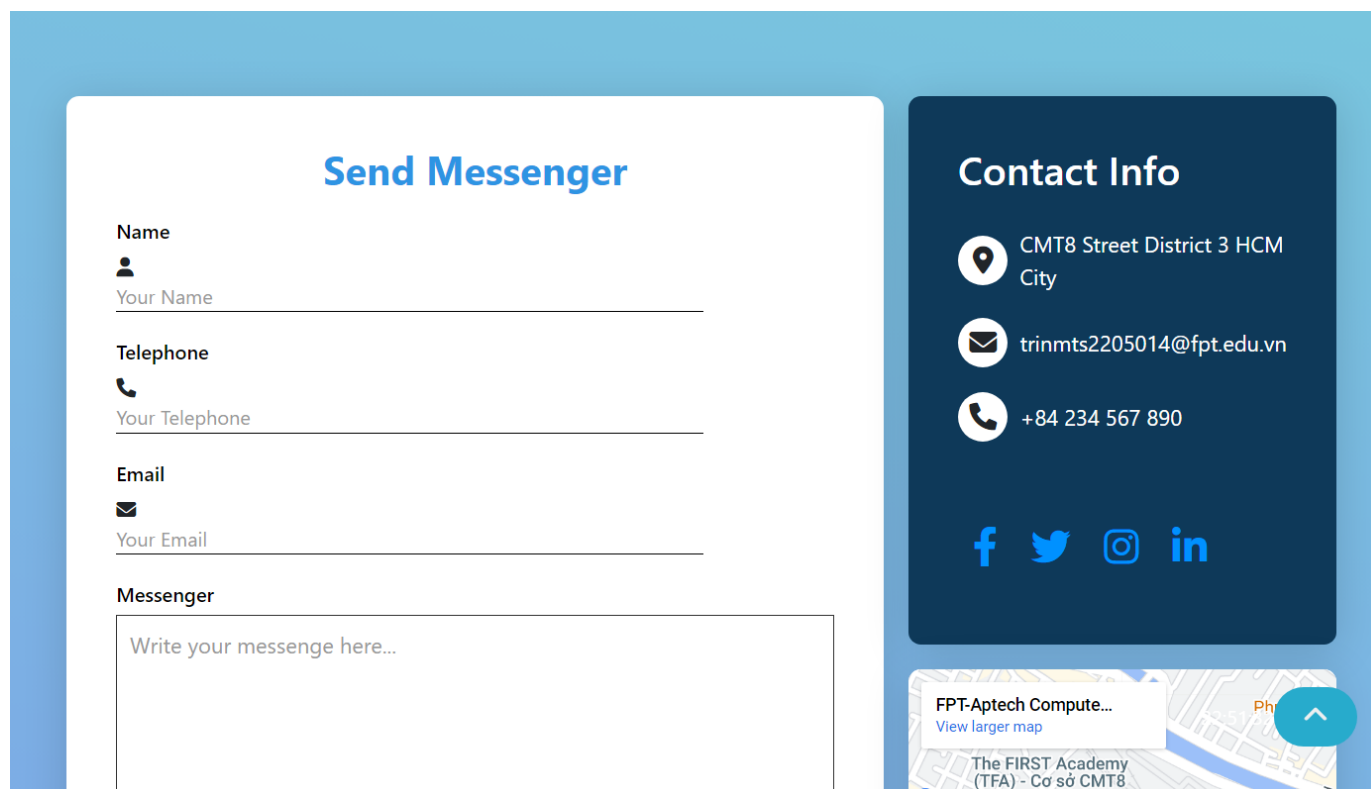 Send Messenger
Name
Your Name
Telephone
Your Telephone
Email
Your Email
Messenger
Write your messenge here...
Contact Info
CMT8 Street District 3 HCM
City
trinmts2205014@fpt.edu.vn
+84 234 567 890
FPT-Aptech Compute...
View larger map
The FIRST Academy
(TFA) - Cơ sở CMT8